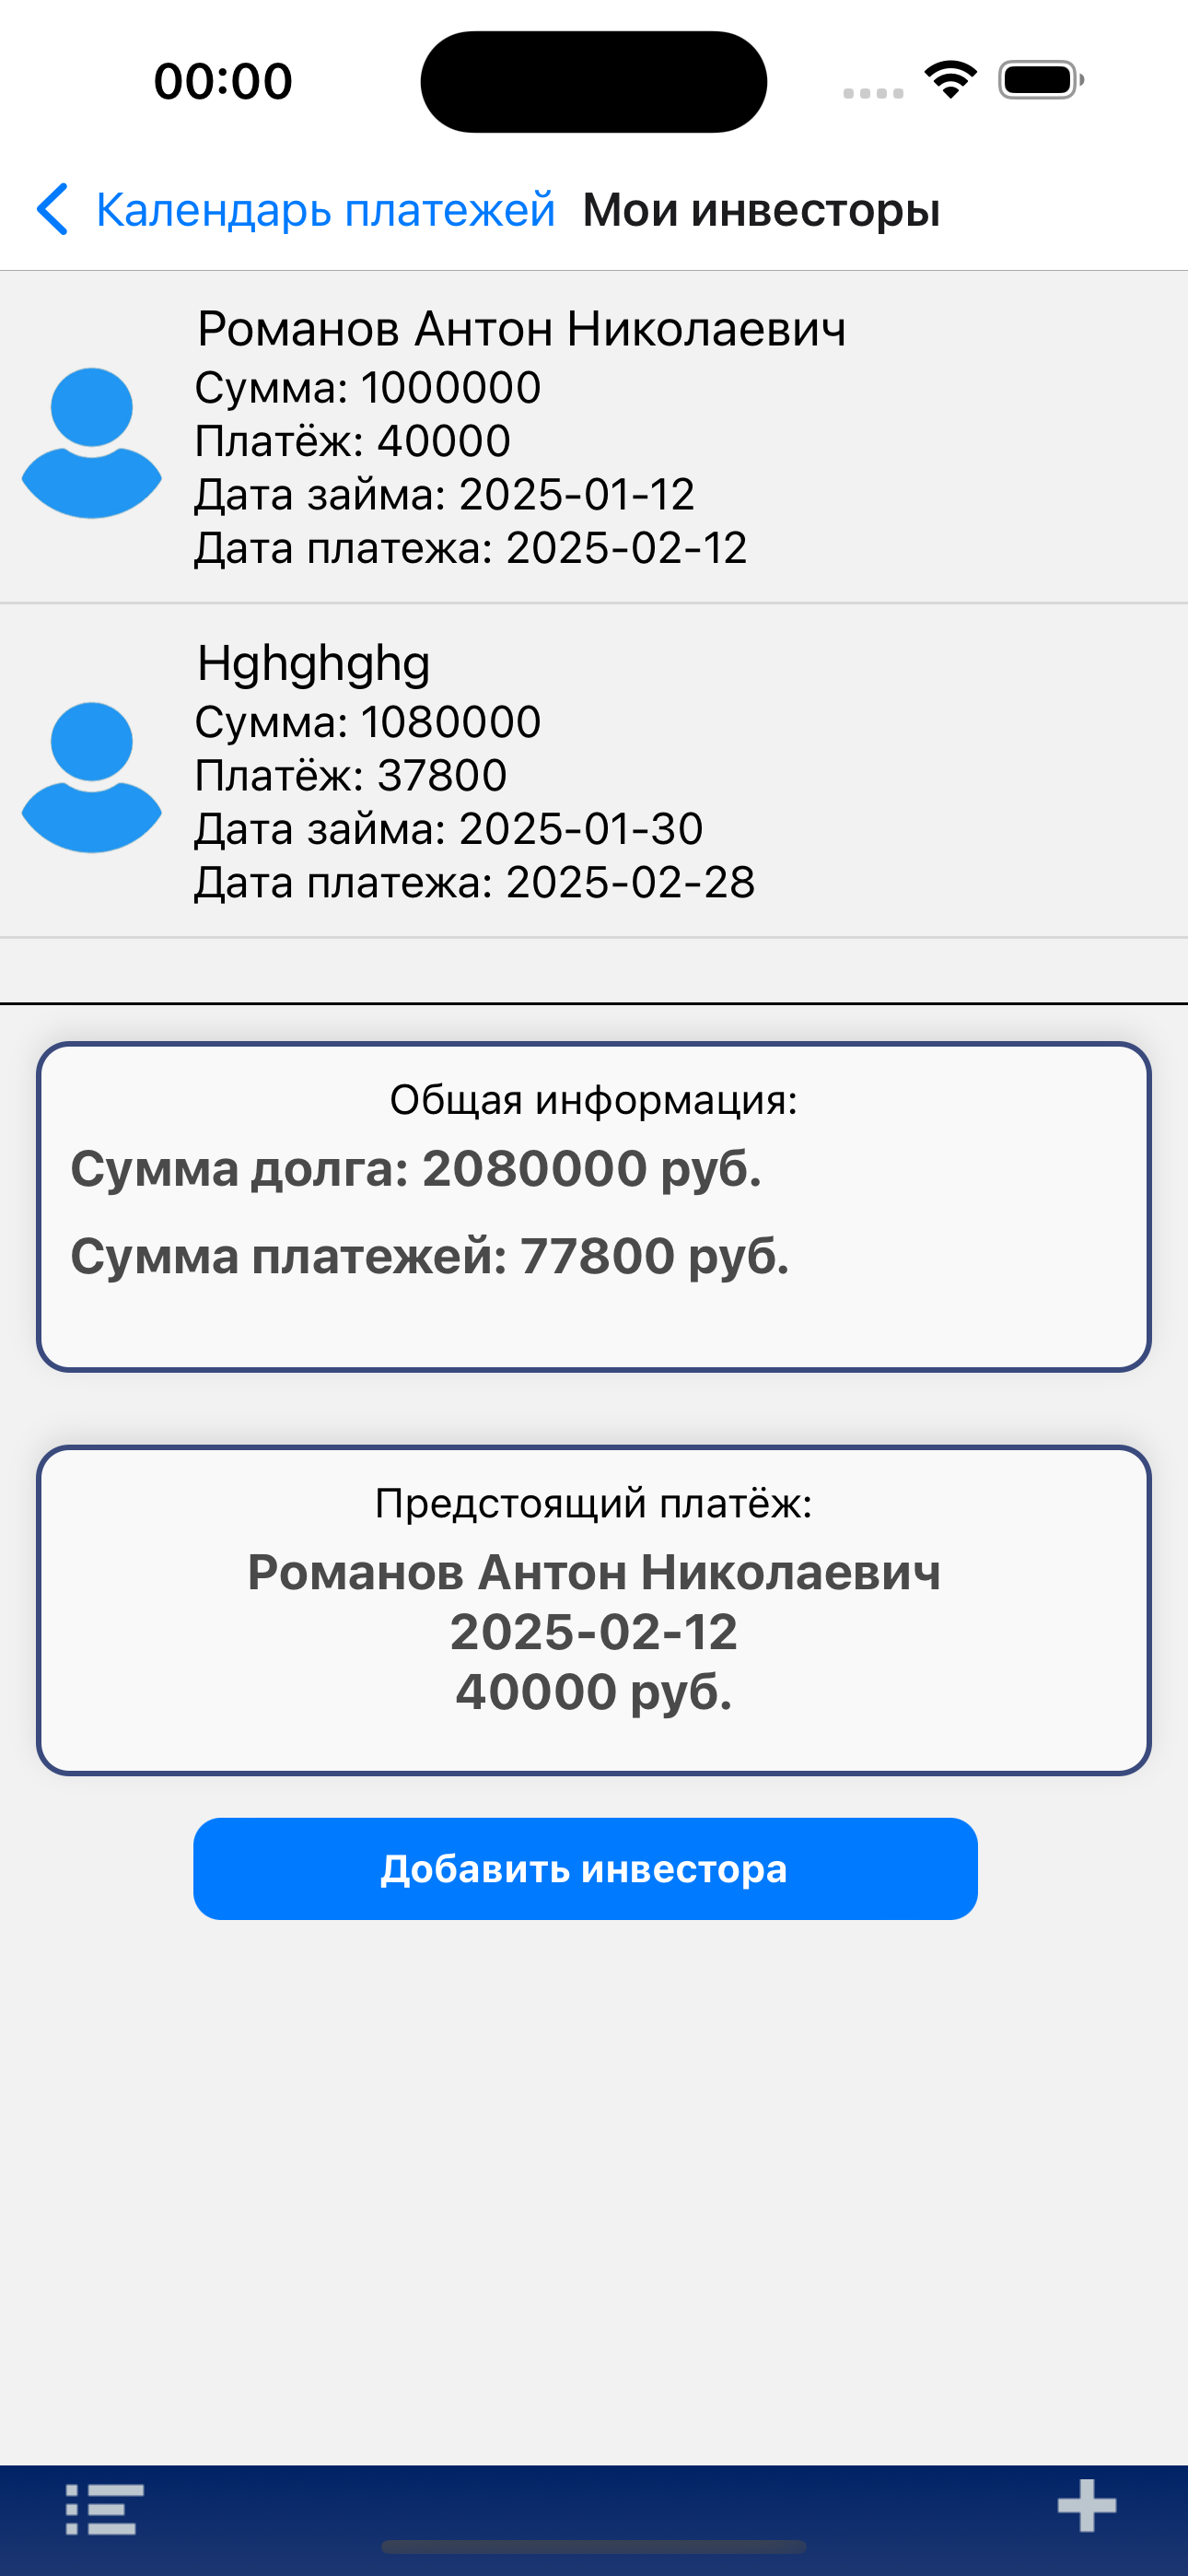 00:00
Календарь платежей Мои инвесторы
Романов Антон Николаевич
Сумма: 1000000
Платёж: 40000
Дата займа: 2025-01-12
Дата платежа: 2025-02-12
Hghghghg
Сумма: 1080000
Платёж: 37800
Дата займа: 2025-01-30
Дата платежа: 2025-02-28
Общая информация:
Сумма долга: 2080000 руб.
Сумма платежей: 77800 руб.
Предстоящий платёж:
Романов Антон Николаевич
2025-02-12
40000 руб.
Добавить инвестора